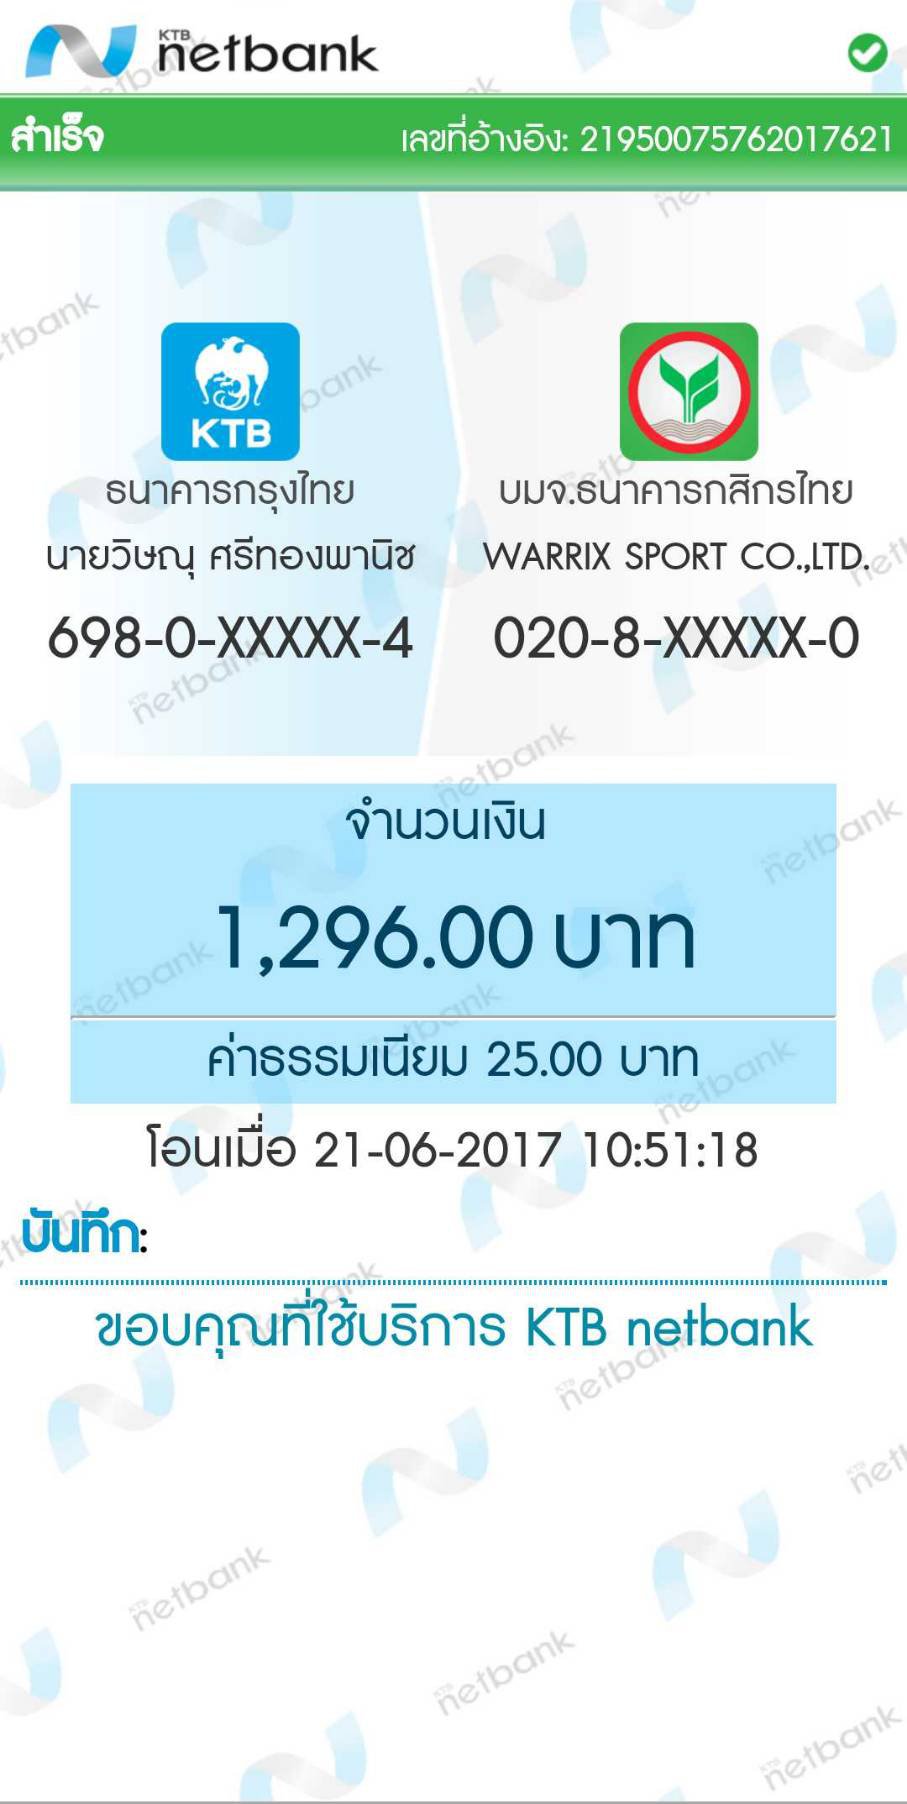 KTB
netbank
สำเร็จ
เลขที่อ้างอิง: 21950075762017621
KTB
ธนาคารกรุงไทย
นายวิษณุ ศรีทองพานิช
698-0-XXXXX-4
บมจ.ธนาคารกสิกรไทย
WARRIX SPORT CO.,LTD.
020-8-XXXXX-0
จำนวนเงิน
1,296.00 บาท
ค่าธรรมเนียม 25.00 บาท
โอนเมื่อ 21-06-2017 10:51:18
บันทึก:
ขอบคุณที่ใช้บริการ KTB netbank